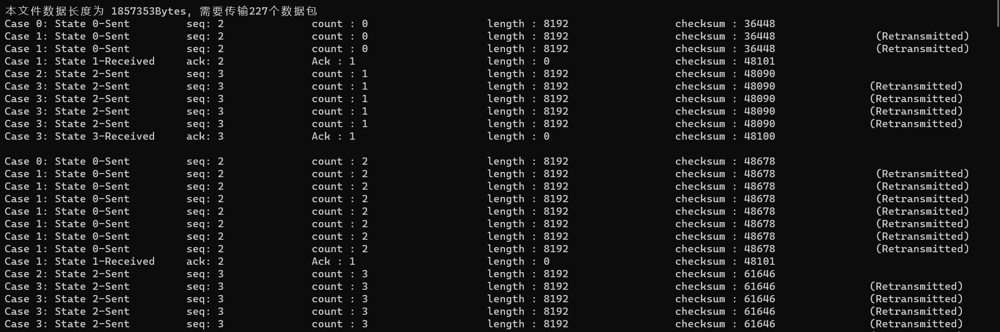 本文件数据长度为 1857353Bytes, 需要传输227个数据包
Case 0: State 0-Sent seq: 2 count : 0 length : 8192 checksum : 36448
Case 1: State 0-Sent seq: 2 count : 0 length : 8192 checksum : 36448 (Retransmitted)
Case 1: State 0-Sent seq: 2 count : 0 length : 8192 checksum : 36448 (Retransmitted)
Case 1: State 1-Received ack: 2 Ack : 1 length : 0 checksum : 48101
Case 2: State 2-Sent seq: 3 count : 1 length : 8192 checksum : 48090
Case 3: State 2-Sent seq: 3 count : 1 length : 8192 checksum : 48090 (Retransmitted)
Case 3: State 2-Sent seq: 3 count : 1 length : 8192 checksum : 48090 (Retransmitted)
Case 3: State 2-Sent seq: 3 count : 1 length : 8192 checksum : 48090 (Retransmitted)
Case 3: State 2-Sent seq: 3 count : 1 length : 8192 checksum : 48090 (Retransmitted)
Case 3: State 3-Received ack: 3 Ack : 1 length : 0 checksum : 48100
Case 0: State 0-Sent seq: 2 count : 2 length : 8192 checksum : 48678
Case 1: State 0-Sent seq: 2 count : 2 length : 8192 checksum : 48678 (Retransmitted)
Case 1: State 0-Sent seq: 2 count : 2 length : 8192 checksum : 48678 (Retransmitted)
Case 1: State 0-Sent seq: 2 count : 2 length : 8192 checksum : 48678 (Retransmitted)
Case 1: State 0-Sent seq: 2 count : 2 length : 8192 checksum : 48678 (Retransmitted)
Case 1: State 0-Sent seq: 2 count : 2 length : 8192 checksum : 48678 (Retransmitted)
Case 1: State 0-Sent seq: 2 count : 2 length : 8192 checksum : 48678 (Retransmitted)
Case 1: State 0-Sent seq: 2 count : 2 length : 8192 checksum : 48678 (Retransmitted)
Case 1: State 1-Received ack: 2 Ack : 1 length : 0 checksum : 48101
Case 2: State 2-Sent seq: 3 count : 3 length : 8192 checksum : 61646
Case 3: State 2-Sent seq: 3 count : 3 length : 8192 checksum : 61646 (Retransmitted)
Case 3: State 2-Sent seq: 3 count : 3 length : 8192 checksum : 61646 (Retransmitted)
Case 3: State 2-Sent seq: 3 count : 3 length : 8192 checksum : 61646 (Retransmitted)
Case 3: State 2-Sent seq: 3 count : 3 length : 8192 checksum : 61646 (Retransmitted)